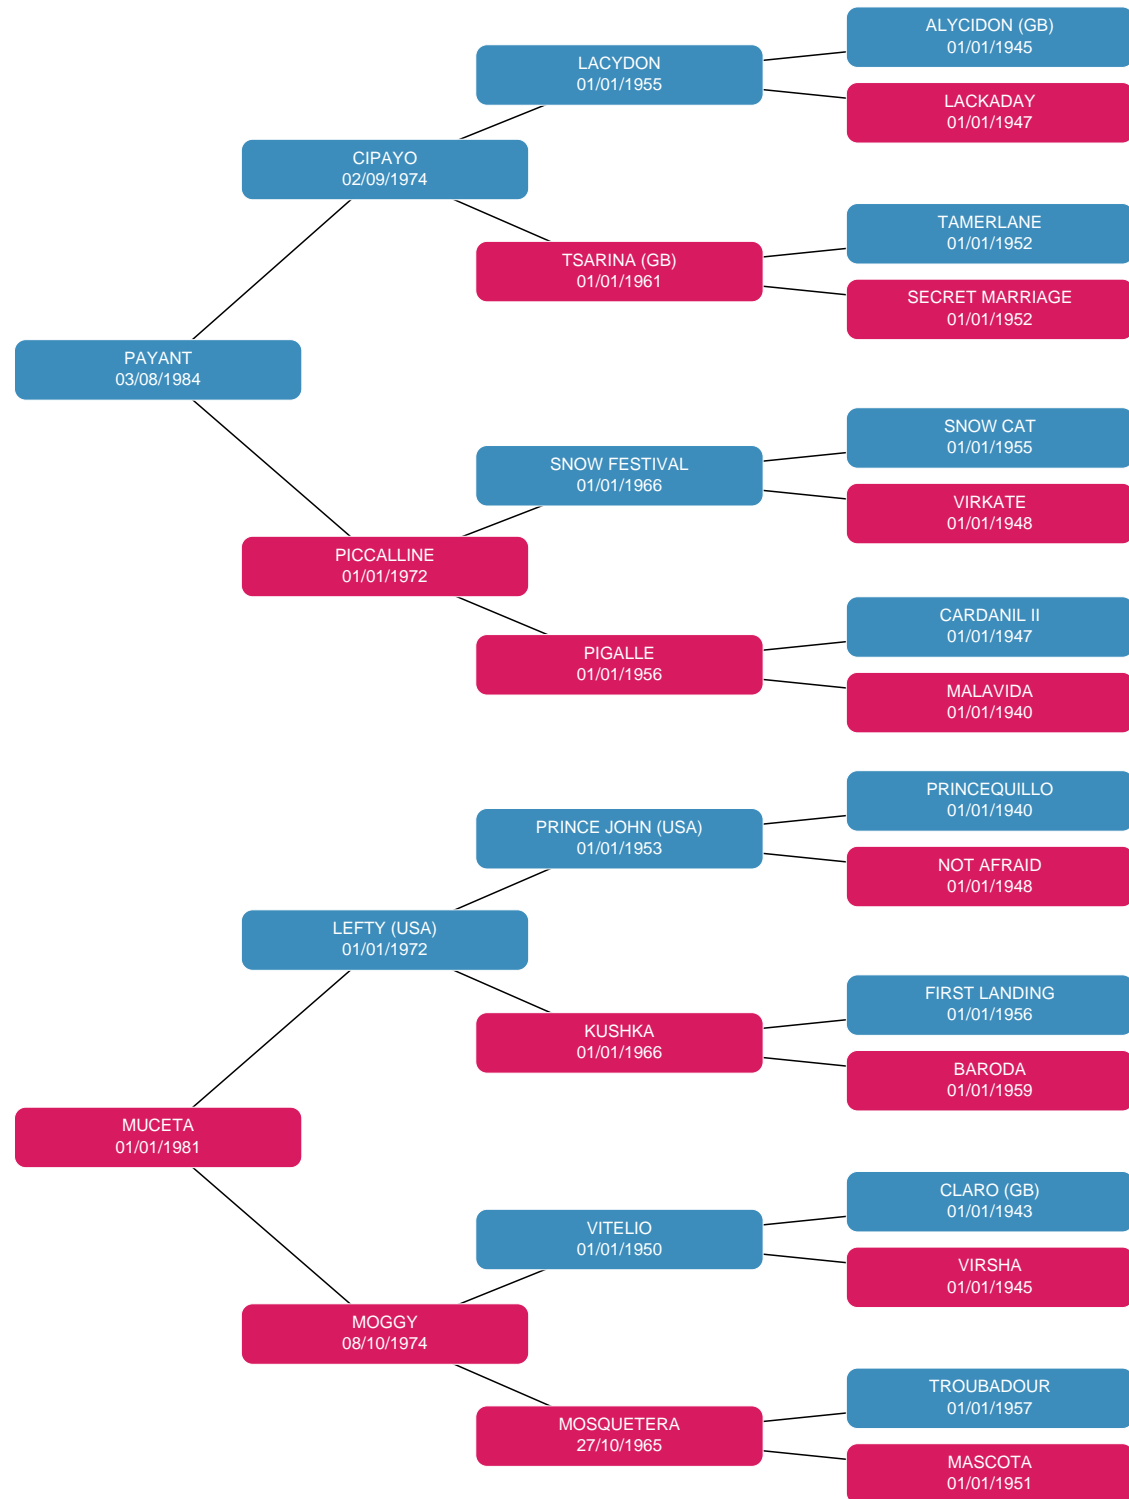 ALYCIDON (GB)
01/01/1945
LACYDON
01/01/1955
LACKADAY
01/01/1947
CIPAYO
02/09/1974
TAMERLANE
01/01/1952
TSARINA (GB)
01/01/1961
SECRET MARRIAGE
01/01/1952
PAYANT
03/08/1984
SNOW CAT
01/01/1955
SNOW FESTIVAL
01/01/1966
VIRKATE
01/01/1948
PICCALLINE
01/01/1972
CARDANIL II
01/01/1947
PIGALLE
01/01/1956
MALAVIDA
01/01/1940
PRINCEQUILLO
01/01/1940
PRINCE JOHN (USA)
01/01/1953
NOT AFRAID
01/01/1948
LEFTY (USA)
01/01/1972
FIRST LANDING
01/01/1956
KUSHKA
01/01/1966
BARODA
01/01/1959
MUCETA
01/01/1981
CLARO (GB)
01/01/1943
VITELIO
01/01/1950
VIRSHA
01/01/1945
MOGGY
08/10/1974
TROUBADOUR
01/01/1957
MOSQUETERA
27/10/1965
MASCOTA
01/01/1951